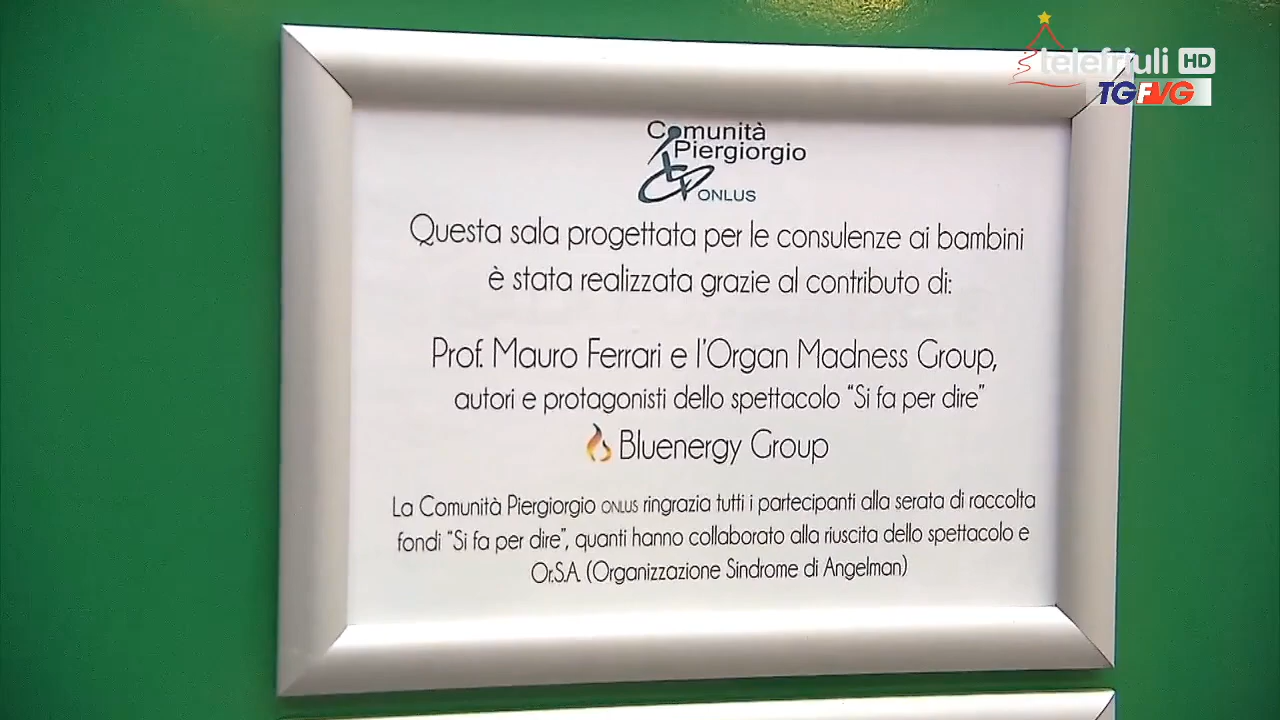 telefriuli HD
TGFVG
Comunità
Piergiorgio
ONLUS
Questa sala progettata per le consulenze ai bambini
è stata realizzata grazie al contributo di:
Prof. Mauro Ferrari e l'Organ Madness Group,
autori e protagonisti dello spettacolo "Si fa per dire"
Bluenergy Group
La Comunità Piergiorgio ONLUS ringrazia tutti i partecipanti alla serata di raccolta
fondi "Si fa per dire", quanti hanno collaborato alla riuscita dello spettacolo e
Or.S.A. (Organizzazione Sindrome di Angelman)